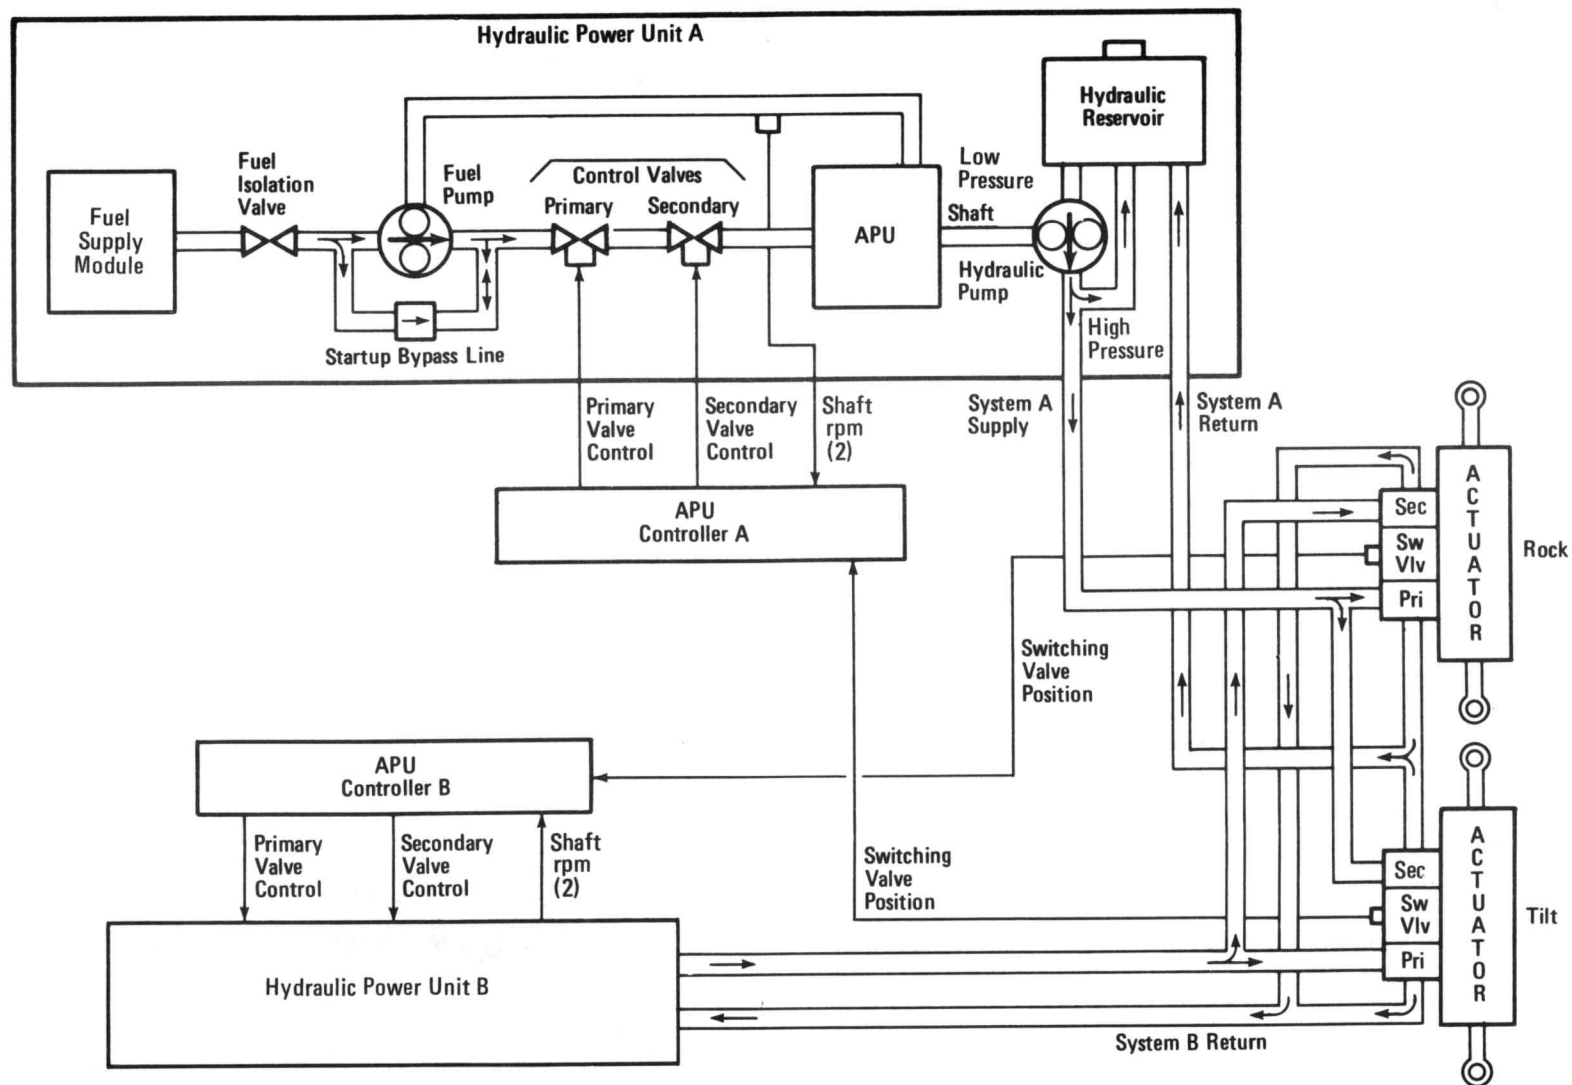 Hydraulic Power Unit A
Hydraulic
Reservoir
Fuel
Isolation
Valve
Fuel
Pump
Control Valves
Primary
Secondary
Low
Pressure
Shaft
Fuel
Supply
Module
APU
Hydraulic
Pump
Startup Bypass Line
High
Pressure
Primary
Valve
Control
Secondary
Valve
Control
Shaft
rpm
(2)
System A
Supply
System A
Return
APU
Controller A
Sec
Sw
Vlv
Pri
ACTUATOR
Rock
Switching
Valve
Position
APU
Controller B
Primary
Valve
Control
Secondary
Valve
Control
Shaft
rpm
(2)
Switching
Valve
Position
Sec
Sw
Vlv
Pri
ACTUATOR
Tilt
Hydraulic Power Unit B
System B Return